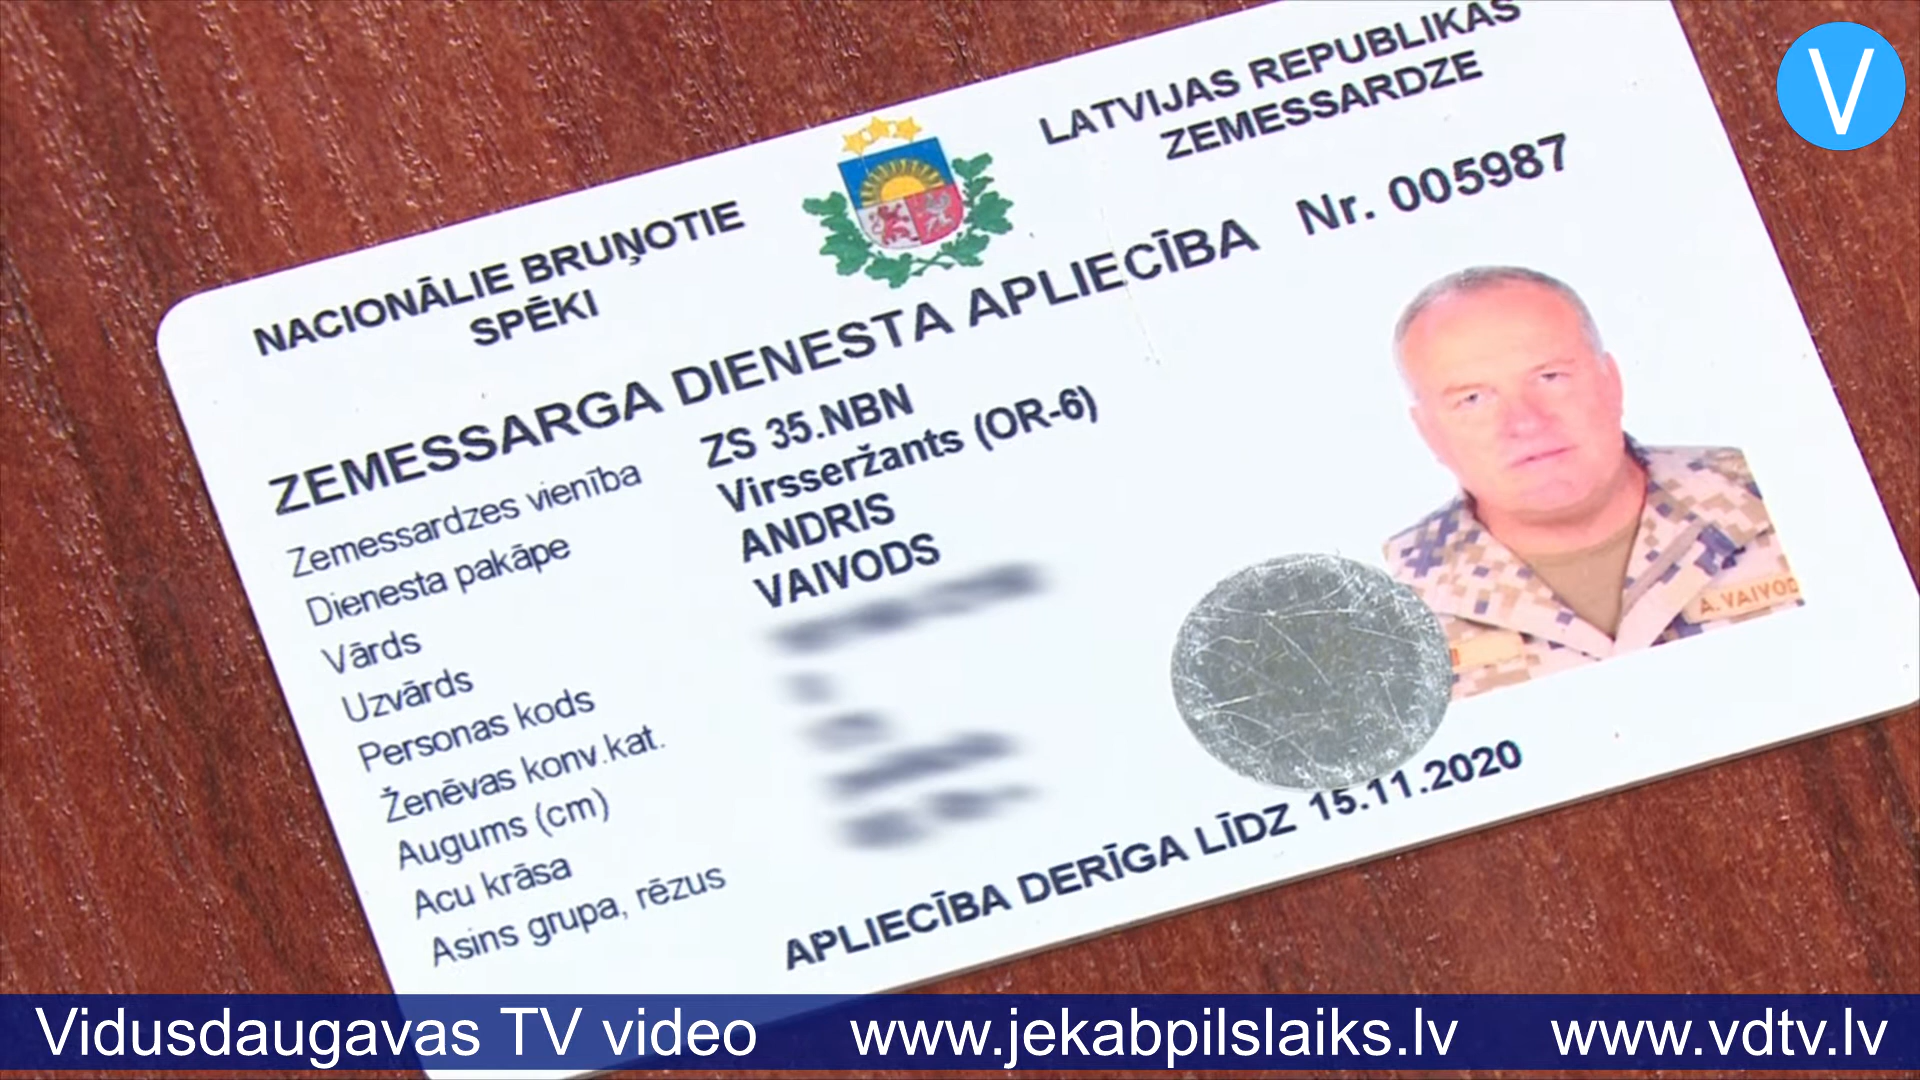 NACIONĀLIE BRUŅOTIE
SPĒKI
LATVIJAS REPUBLIKAS
ZEMESSARDZE
ZEMESSARGA DIENESTA APLIECĪBA Nr. 005987
Zemessardzes vienība ZS 35.NBN
Dienesta pakāpe Virsseržants (OR-6)
Vārds ANDRIS
Uzvārds VAIVODS
Personas kods
Ženēvas konv.kat.
Augums (cm)
Acu krāsa
Asins grupa, rēzus
A. VAIVOD
APLIECĪBA DERĪGA LĪDZ 15.11.2020
V
Vidusdaugavas TV video www.jekabpilslaiks.lv www.vdtv.lv